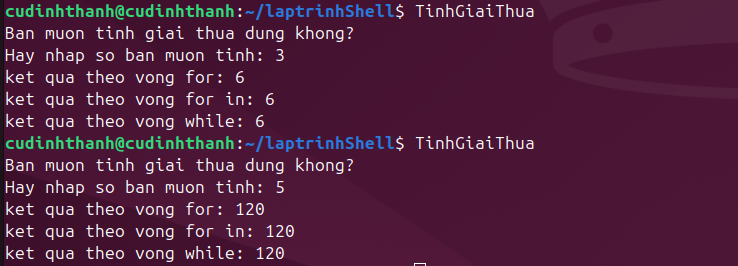 cudinhthanh@cudinhthanh:~/laptrinhShell$ TinhGiaiThua
Ban muon tinh giai thua dung khong?
Hay nhap so ban muon tinh: 3
ket qua theo vong for: 6
ket qua theo vong for in: 6
ket qua theo vong while: 6
cudinhthanh@cudinhthanh:~/laptrinhShell$ TinhGiaiThua
Ban muon tinh giai thua dung khong?
Hay nhap so ban muon tinh: 5
ket qua theo vong for: 120
ket qua theo vong for in: 120
ket qua theo vong while: 120